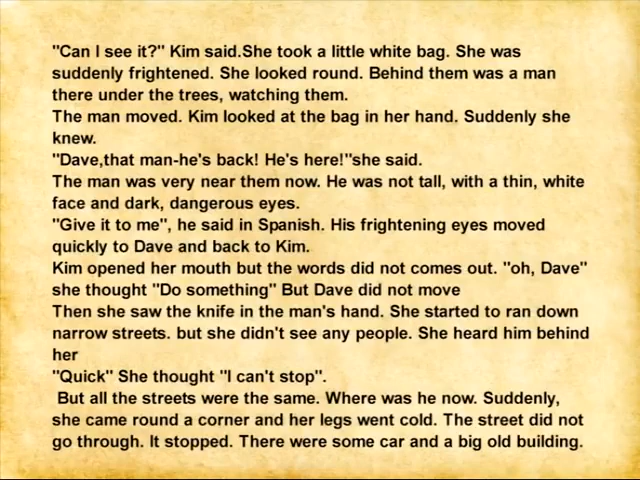 "Can I see it?" Kim said.She took a little white bag. She was
suddenly frightened. She looked round. Behind them was a man
there under the trees, watching them.
The man moved. Kim looked at the bag in her hand. Suddenly she
knew.
"Dave,that man-he's back! He's here!"she said.
The man was very near them now. He was not tall, with a thin, white
face and dark, dangerous eyes.
"Give it to me", he said in Spanish. His frightening eyes moved
quickly to Dave and back to Kim.
Kim opened her mouth but the words did not comes out. "oh, Dave"
she thought "Do something" But Dave did not move
Then she saw the knife in the man's hand. She started to ran down
narrow streets. but she didn't see any people. She heard him behind
her
"Quick" She thought "I can't stop".
But all the streets were the same. Where was he now. Suddenly,
she came round a corner and her legs went cold. The street did not
go through. It stopped. There were some car and a big old building.